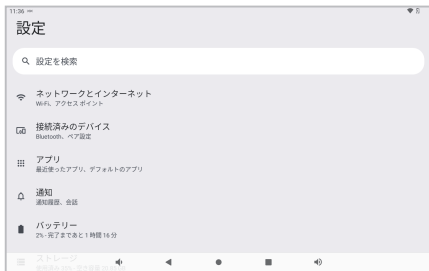 11:36
設定
設定を検索
ネットワークとインターネット
Wi-Fi、アクセス ポイント
接続済みのデバイス
Bluetooth、ペア設定
アプリ
最近使ったアプリ、デフォルトのアプリ
通知
通知履歴、会話
バッテリー
2% - 完了まであと 1 時間 16 分
ストレージ